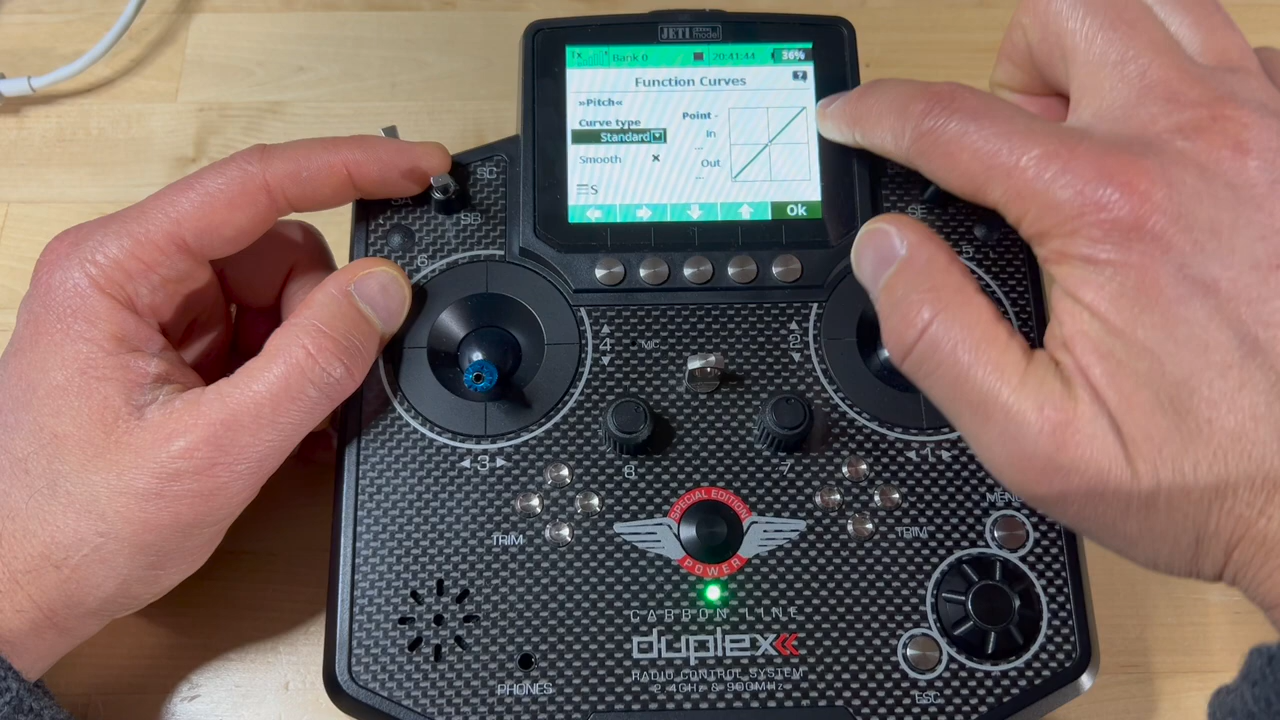 JETI model
Tx Bank 0 20:41:44 36%
Function Curves
?
»Pitch«
Curve type
Standard
Smooth ×
Point -
In
...
Out
...
S
Ok
SA
SB
SC
SE
6
5
4
2
MIC
3
1
8
7
TRIM
TRIM
MENU
SPECIAL EDITION
POWER
CARBON LINE
duplex
RADIO CONTROL SYSTEM
2.4GHz & 900MHz
PHONES
ESC